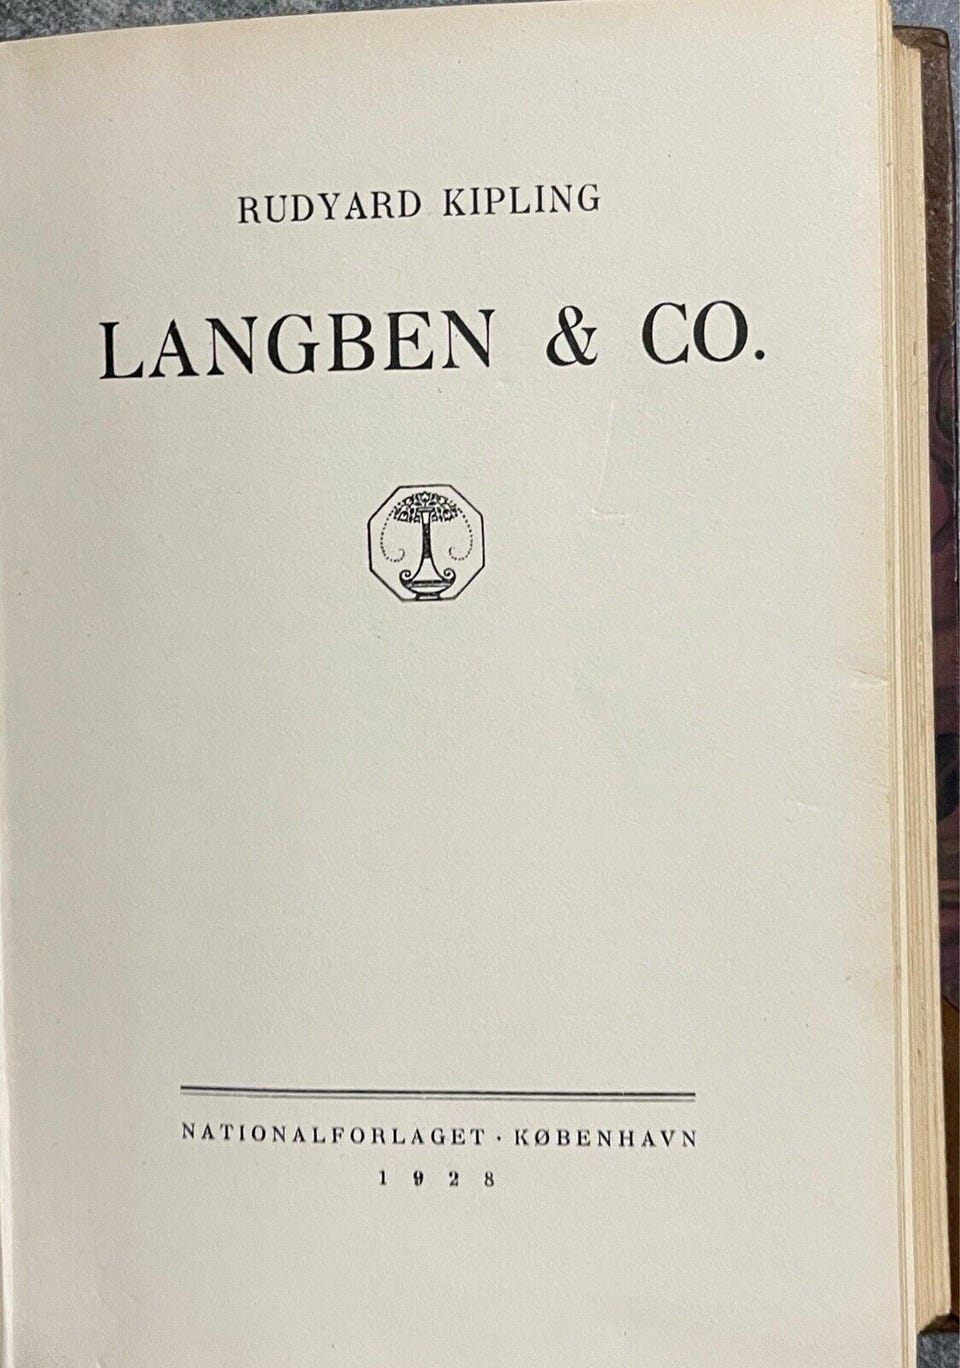 RUDYARD KIPLING
LANGBEN & CO.
NATIONALFORLAGET · KØBENHAVN
1928